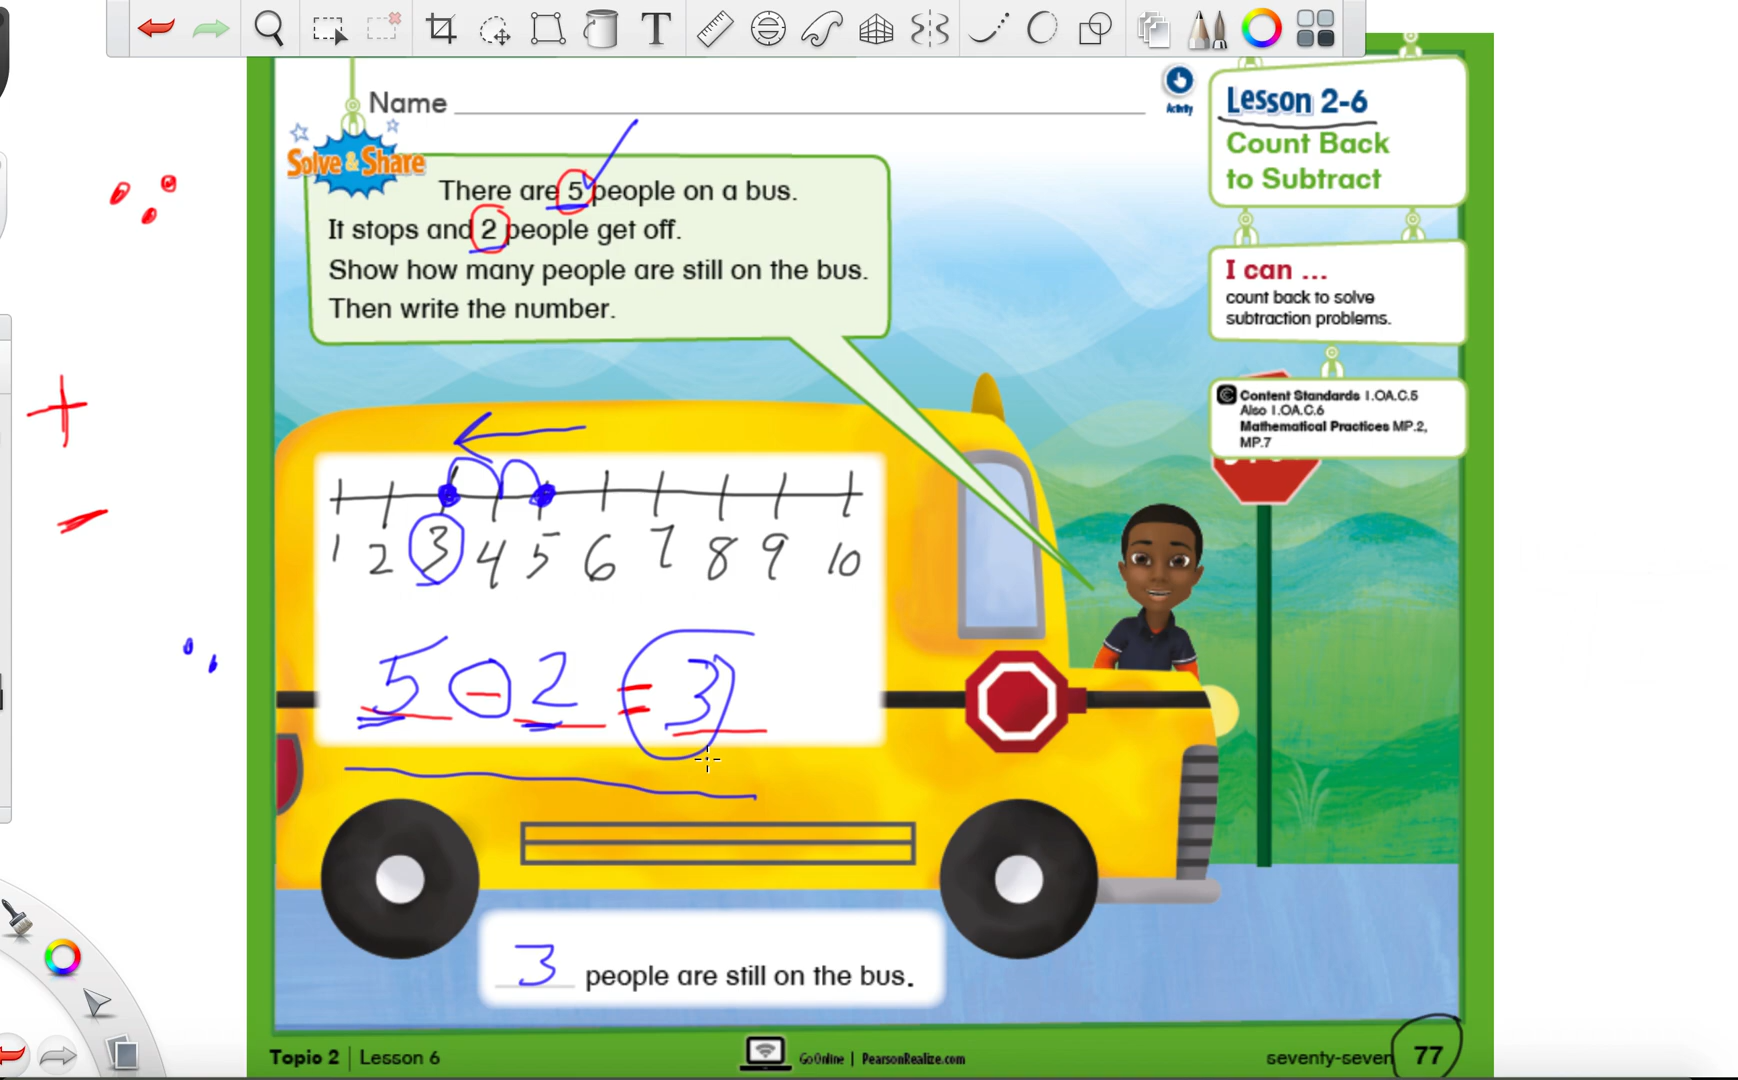 T
Name
Activity
Lesson 2-6
Count Back
to Subtract
Solve & Share
There are 5 people on a bus.
It stops and 2 people get off.
Show how many people are still on the bus.
Then write the number.
I can ...
count back to solve
subtraction problems.
C Content Standards 1.OA.C.5
Also 1.OA.C.6
Mathematical Practices MP.2,
MP.7
+
-
1 2 3 4 5 6 7 8 9 10
5 - 2 = 3
3 people are still on the bus.
Topic 2 | Lesson 6
Go Online | PearsonRealize.com
seventy-seven 77